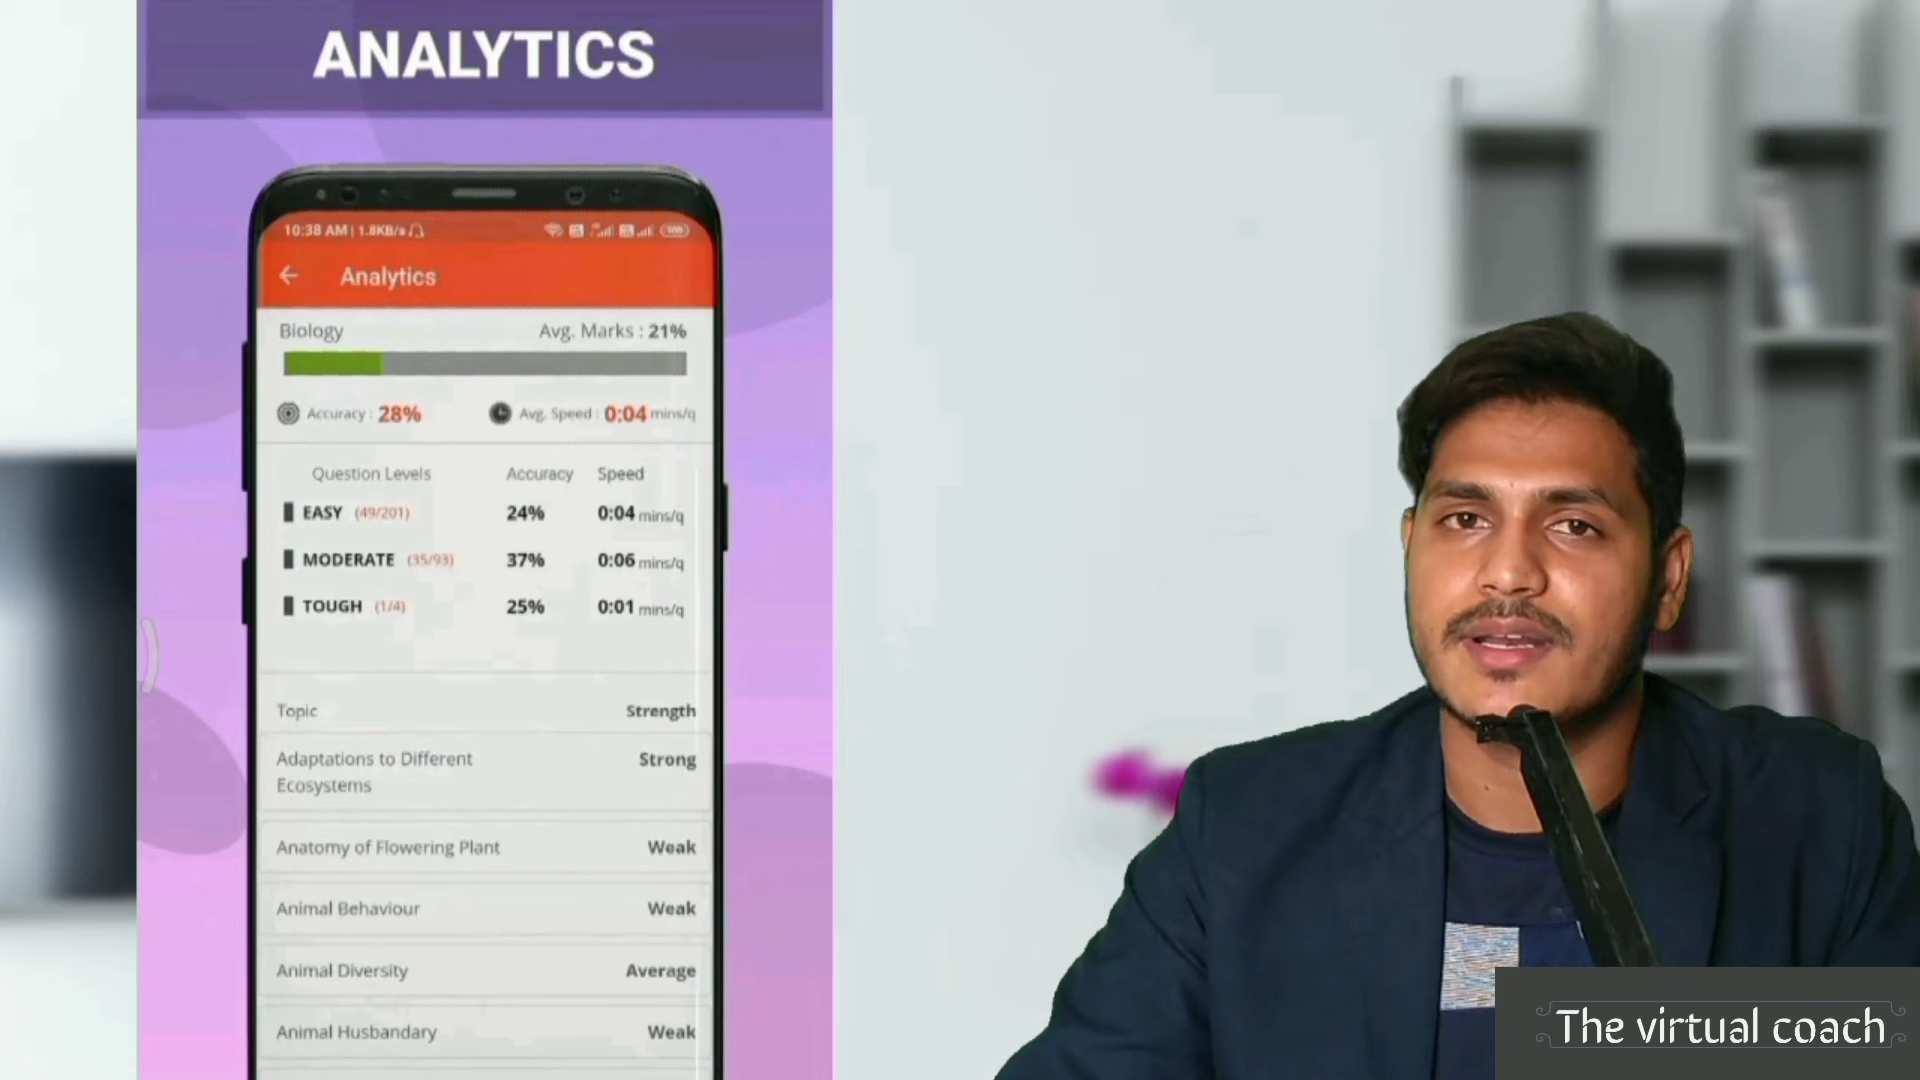 ANALYTICS
10:38 AM | 1.8KB/s
Analytics
Biology Avg. Marks : 21%
Accuracy : 28% Avg. Speed : 0:04 mins/q
Question Levels Accuracy Speed
EASY (49/201) 24% 0:04 mins/q
MODERATE (35/93) 37% 0:06 mins/q
TOUGH (1/4) 25% 0:01 mins/q
Topic Strength
Adaptations to Different Strong
Ecosystems
Anatomy of Flowering Plant Weak
Animal Behaviour Weak
Animal Diversity Average
Animal Husbandary Weak
The virtual coach